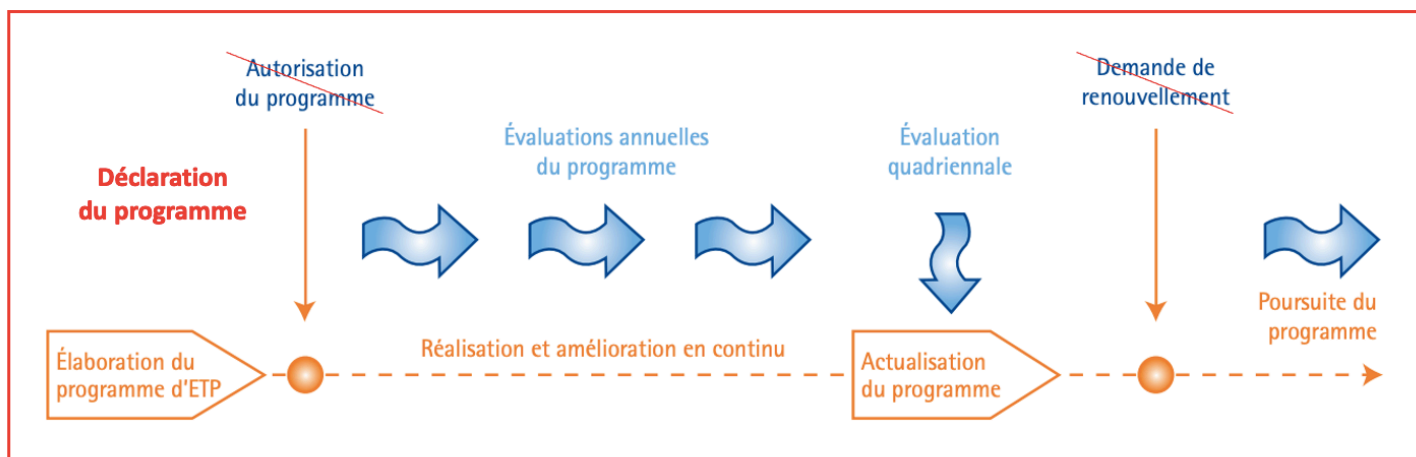 Autorisation
du programme
Demande de
renouvellement
Évaluations annuelles
du programme
Évaluation
quadriennale
Déclaration
du programme
Poursuite du
programme
Élaboration du
programme d'ETP
Réalisation et amélioration en continu
Actualisation
du programme